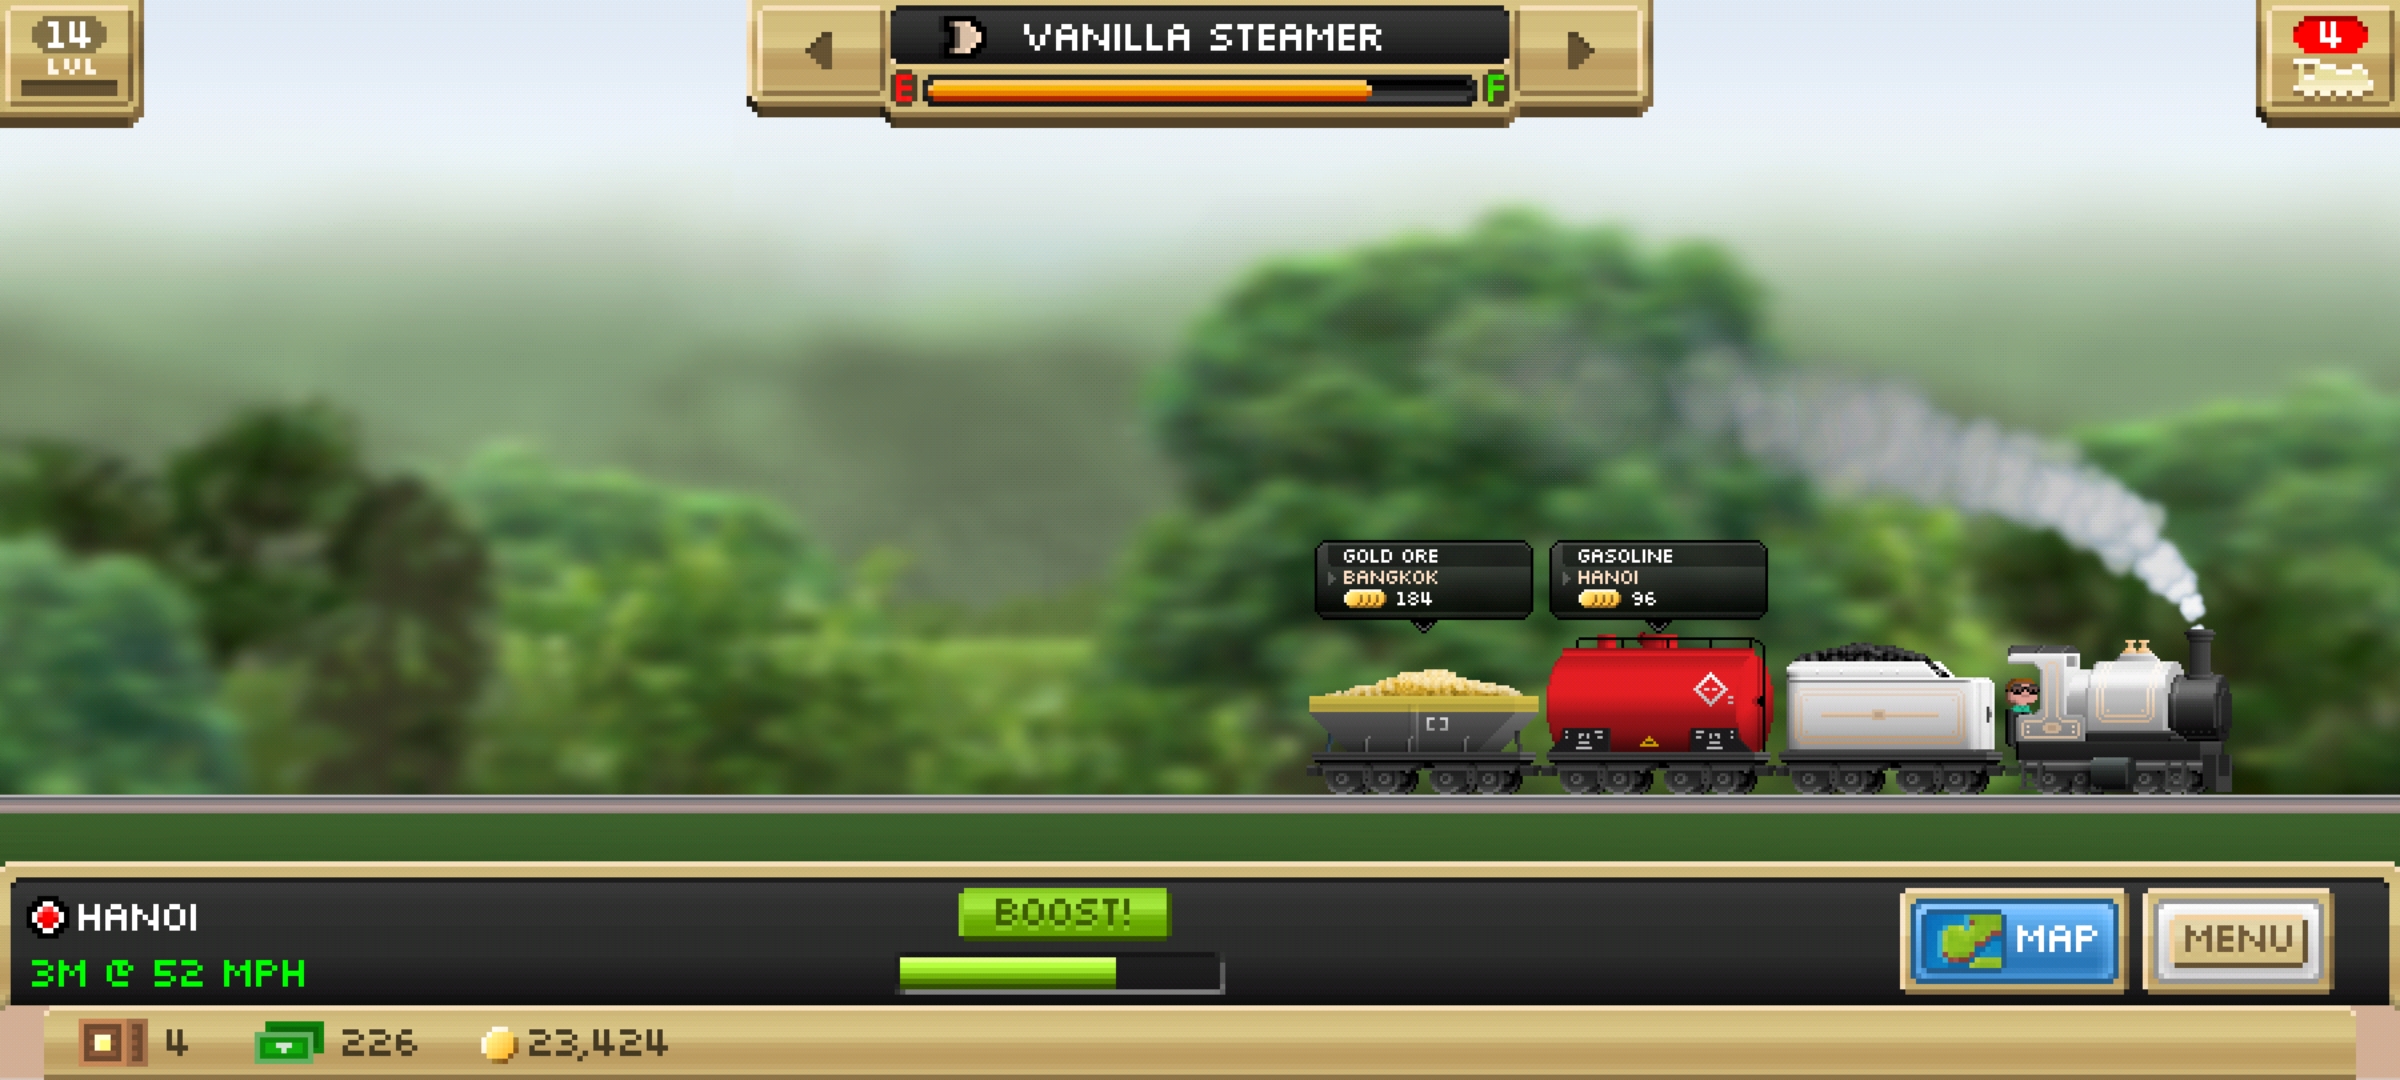 14
LVL
VANILLA STEAMER
E
F
4
GOLD ORE
BANGKOK
184
GASOLINE
HANOI
96
HANOI
3M @ 52 MPH
BOOST!
MAP
MENU
4
226
23,424